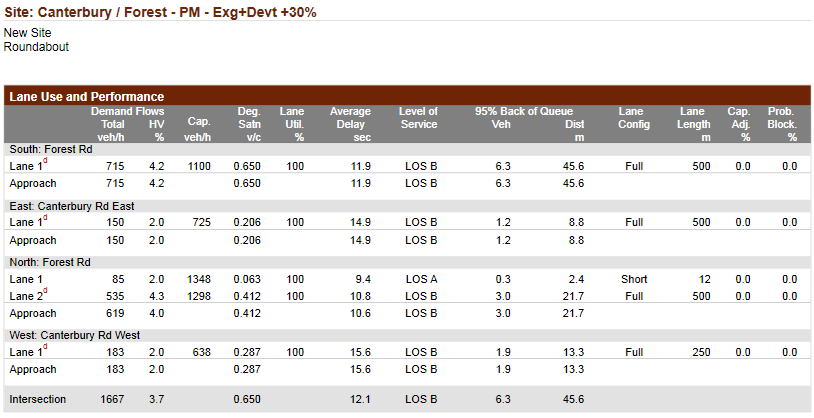 Site: Canterbury / Forest - PM - Exg+Devt +30%
New Site
Roundabout
Lane Use and Performance
Demand Flows Deg. Lane Average Level of 95% Back of Queue Lane Lane Cap. Prob.
Total HV Cap. Satn Util. Delay Service Veh Dist Config Length Adj. Block.
veh/h % veh/h v/c % sec m m % %
South: Forest Rd
Lane 1d 715 4.2 1100 0.650 100 11.9 LOS B 6.3 45.6 Full 500 0.0 0.0
Approach 715 4.2 0.650 11.9 LOS B 6.3 45.6
East: Canterbury Rd East
Lane 1d 150 2.0 725 0.206 100 14.9 LOS B 1.2 8.8 Full 500 0.0 0.0
Approach 150 2.0 0.206 14.9 LOS B 1.2 8.8
North: Forest Rd
Lane 1 85 2.0 1348 0.063 100 9.4 LOS A 0.3 2.4 Short 12 0.0 0.0
Lane 2d 535 4.3 1298 0.412 100 10.8 LOS B 3.0 21.7 Full 500 0.0 0.0
Approach 619 4.0 0.412 10.6 LOS B 3.0 21.7
West: Canterbury Rd West
Lane 1d 183 2.0 638 0.287 100 15.6 LOS B 1.9 13.3 Full 250 0.0 0.0
Approach 183 2.0 0.287 15.6 LOS B 1.9 13.3
Intersection 1667 3.7 0.650 12.1 LOS B 6.3 45.6